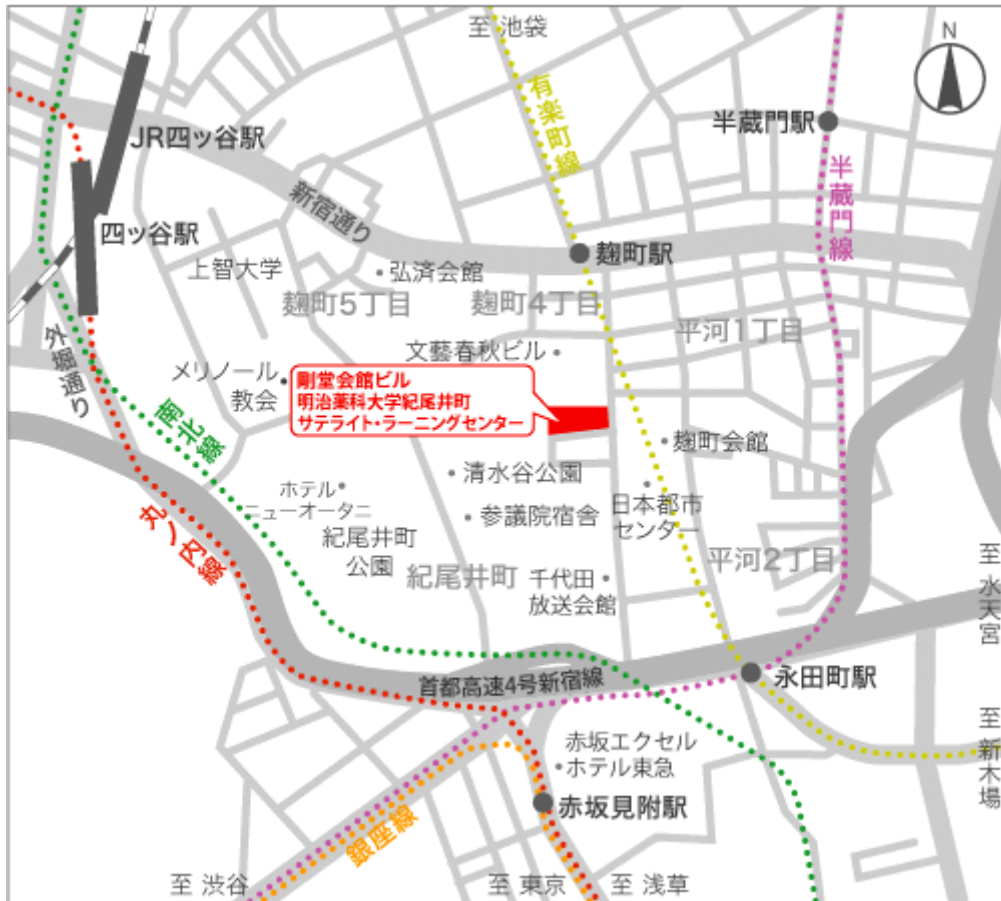 至 池袋
N
有楽町線
半蔵門駅
JR四ッ谷駅
半蔵門線
新宿通り
四ッ谷駅
麹町駅
上智大学
弘済会館
麹町5丁目
麹町4丁目
平河1丁目
外堀通り
文藝春秋ビル
メリノール
教会
剛堂会館ビル
明治薬科大学紀尾井町
サテライト・ラーニングセンター
南北線
麹町会館
清水谷公園
ホテル
ニューオータニ
参議院宿舎
日本都市
センター
丸ノ内線
紀尾井町
公園
紀尾井町
千代田
放送会館
平河2丁目
至 水天宮
首都高速4号新宿線
永田町駅
至 新木場
赤坂エクセル
ホテル東急
赤坂見附駅
銀座線
至 渋谷
至 東京
至 浅草